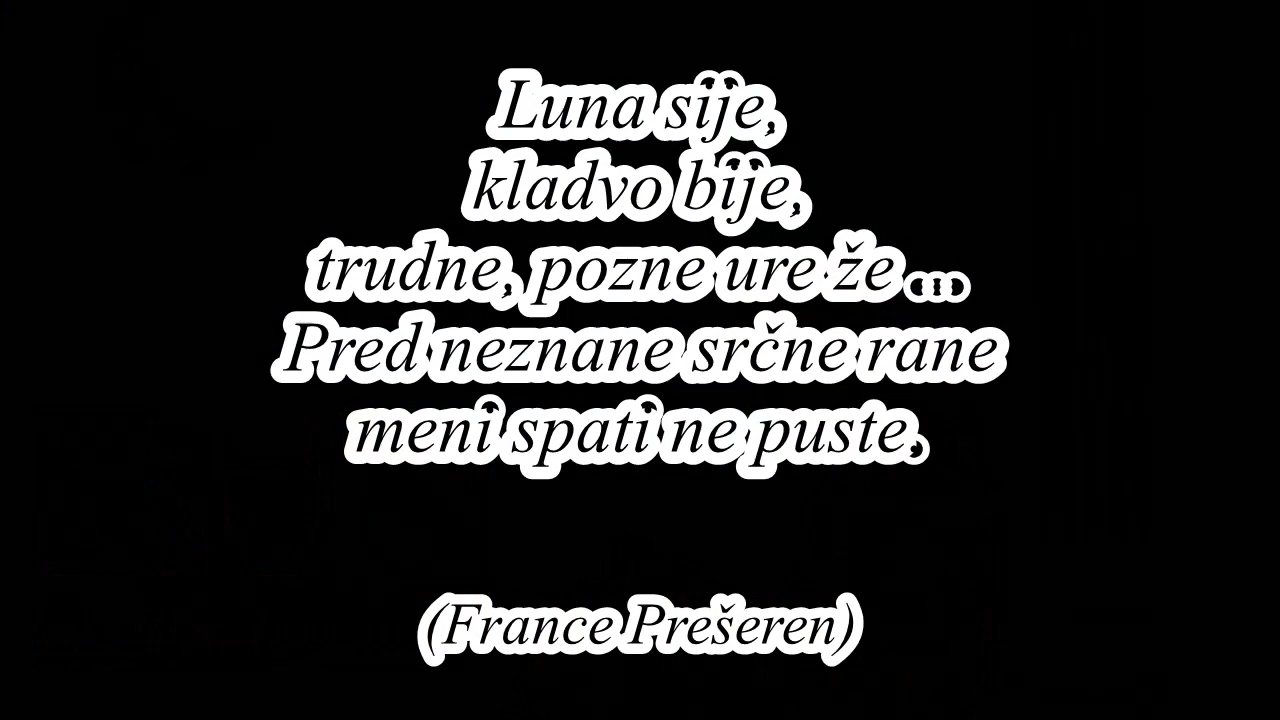 Luna sije,
kladvo bije,
trudne, pozne ure že ...
Pred neznane srčne rane
meni spati ne puste.
(France Prešeren)